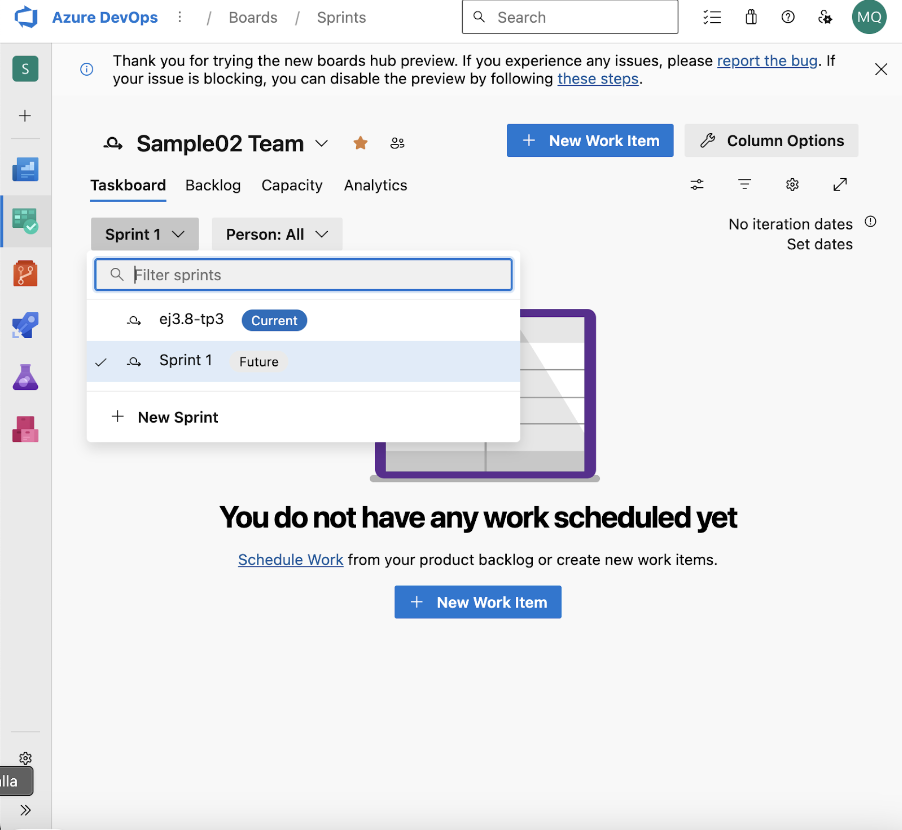 Azure DevOps / Boards / Sprints
Search
MQ
S
Thank you for trying the new boards hub preview. If you experience any issues, please report the bug. If
your issue is blocking, you can disable the preview by following these steps.
Sample02 Team
+ New Work Item
Column Options
Taskboard Backlog Capacity Analytics
Sprint 1
Person: All
No iteration dates
Set dates
Filter sprints
ej3.8-tp3 Current
Sprint 1 Future
+ New Sprint
You do not have any work scheduled yet
Schedule Work from your product backlog or create new work items.
+ New Work Item
lla